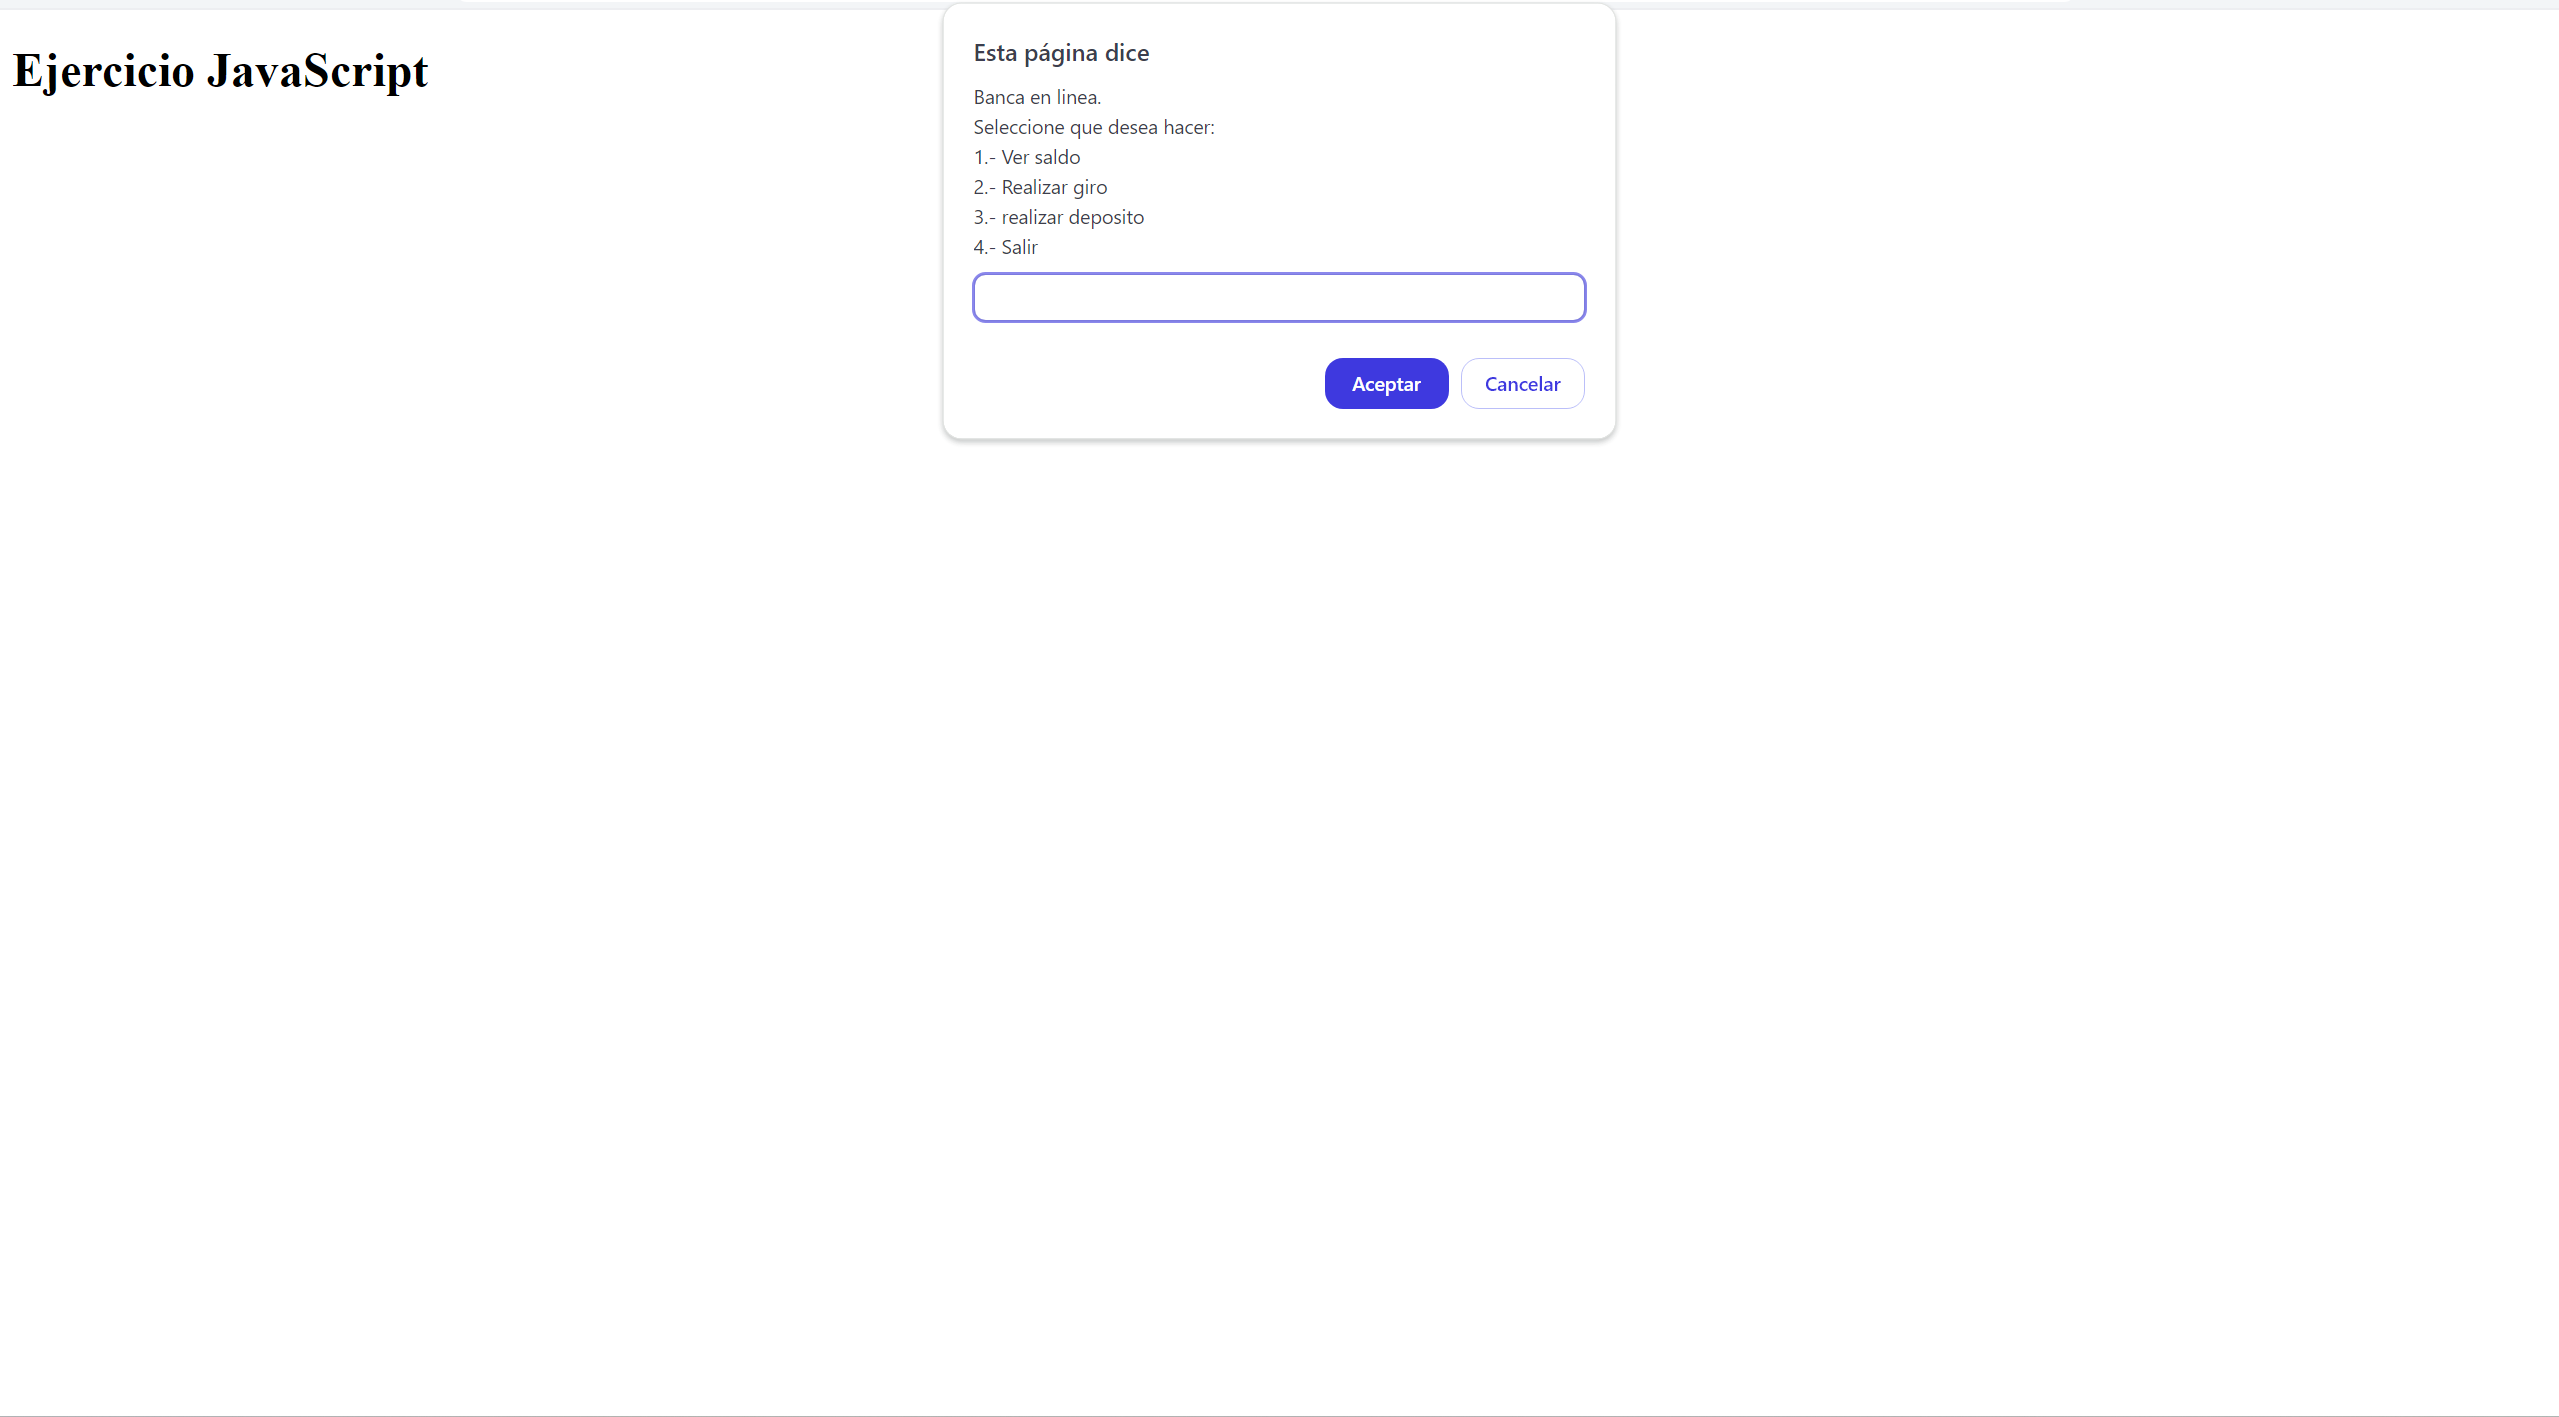 Ejercicio JavaScript
Esta página dice
Banca en linea.
Seleccione que desea hacer:
1.- Ver saldo
2.- Realizar giro
3.- realizar deposito
4.- Salir
Aceptar
Cancelar